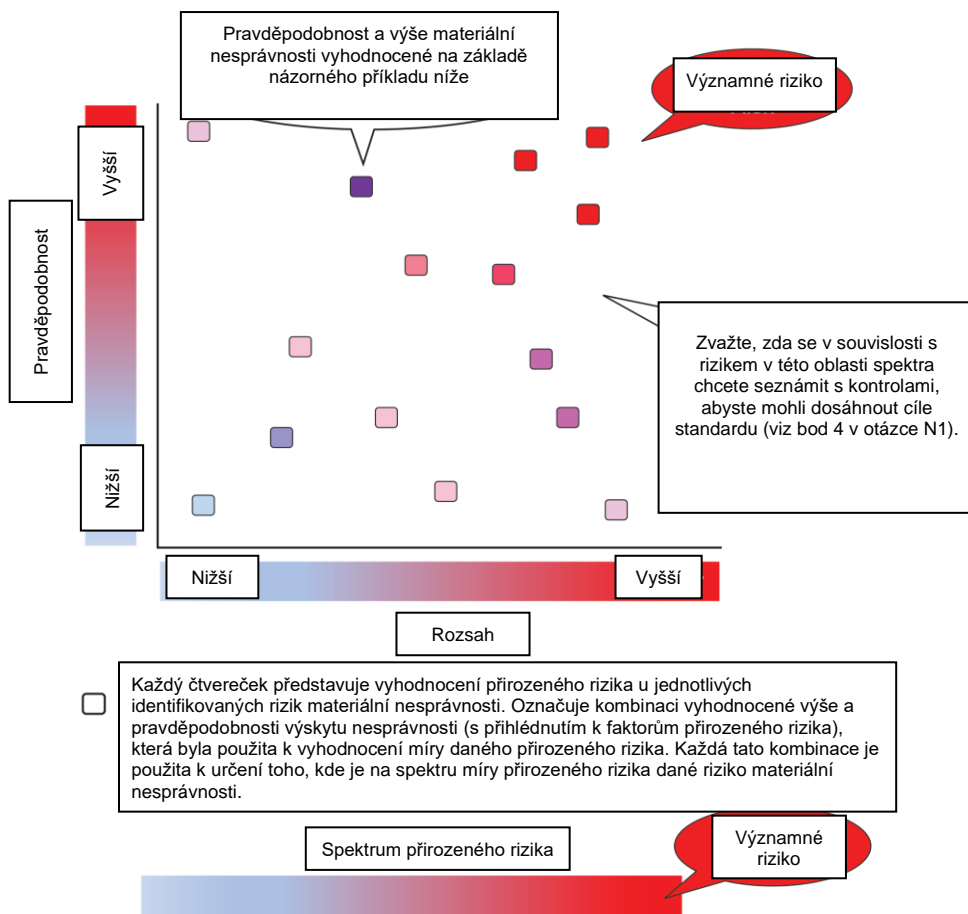 Pravděpodobnost a výše materiální
nesprávnosti vyhodnocené na základě
názorného příkladu níže
Významné riziko
Vyšší
Pravděpodobnost
Nižší
Zvažte, zda se v souvislosti s
rizikem v této oblasti spektra
chcete seznámit s kontrolami,
abyste mohli dosáhnout cíle
standardu (viz bod 4 v otázce N1).
Nižší
Vyšší
Rozsah
Každý čtvereček představuje vyhodnocení přirozeného rizika u jednotlivých
identifikovaných rizik materiální nesprávnosti. Označuje kombinaci vyhodnocené výše a
pravděpodobnosti výskytu nesprávnosti (s přihlédnutím k faktorům přirozeného rizika),
která byla použita k vyhodnocení míry daného přirozeného rizika. Každá tato kombinace je
použita k určení toho, kde je na spektru míry přirozeného rizika dané riziko materiální
nesprávnosti.
Spektrum přirozeného rizika
Významné
riziko